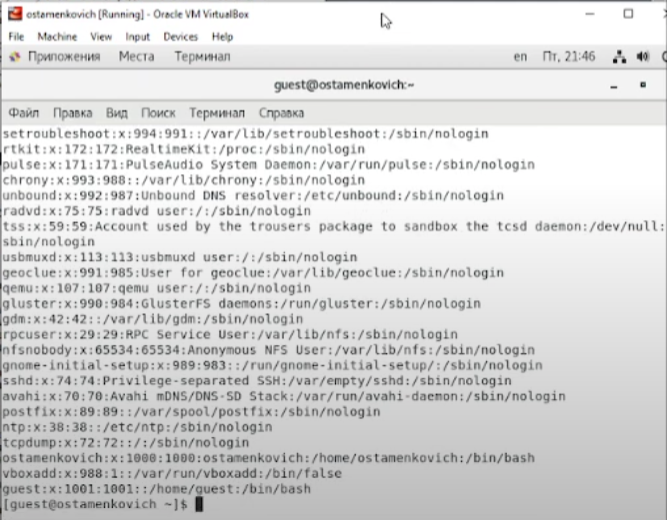 ostamenkovich [Running] - Oracle VM VirtualBox
File Machine View Input Devices Help
Приложения Места Терминал en Пт, 21:46
guest@ostamenkovich:~
Файл Правка Вид Поиск Терминал Справка
setroubleshoot:x:994:991::/var/lib/setroubleshoot:/sbin/nologin
rtkit:x:172:172:RealtimeKit:/proc:/sbin/nologin
pulse:x:171:171:PulseAudio System Daemon:/var/run/pulse:/sbin/nologin
chrony:x:993:988::/var/lib/chrony:/sbin/nologin
unbound:x:992:987:Unbound DNS resolver:/etc/unbound:/sbin/nologin
radvd:x:75:75:radvd user:/:/sbin/nologin
tss:x:59:59:Account used by the trousers package to sandbox the tcsd daemon:/dev/null:
sbin/nologin
usbmuxd:x:113:113:usbmuxd user:/:/sbin/nologin
geoclue:x:991:985:User for geoclue:/var/lib/geoclue:/sbin/nologin
qemu:x:107:107:qemu user:/:/sbin/nologin
gluster:x:990:984:GlusterFS daemons:/run/gluster:/sbin/nologin
gdm:x:42:42::/var/lib/gdm:/sbin/nologin
rpcuser:x:29:29:RPC Service User:/var/lib/nfs:/sbin/nologin
nfsnobody:x:65534:65534:Anonymous NFS User:/var/lib/nfs:/sbin/nologin
gnome-initial-setup:x:989:983::/run/gnome-initial-setup/:/sbin/nologin
sshd:x:74:74:Privilege-separated SSH:/var/empty/sshd:/sbin/nologin
avahi:x:70:70:Avahi mDNS/DNS-SD Stack:/var/run/avahi-daemon:/sbin/nologin
postfix:x:89:89::/var/spool/postfix:/sbin/nologin
ntp:x:38:38::/etc/ntp:/sbin/nologin
tcpdump:x:72:72::/:/sbin/nologin
ostamenkovich:x:1000:1000:ostamenkovich:/home/ostamenkovich:/bin/bash
vboxadd:x:988:1::/var/run/vboxadd:/bin/false
guest:x:1001:1001::/home/guest:/bin/bash
[guest@ostamenkovich ~]$